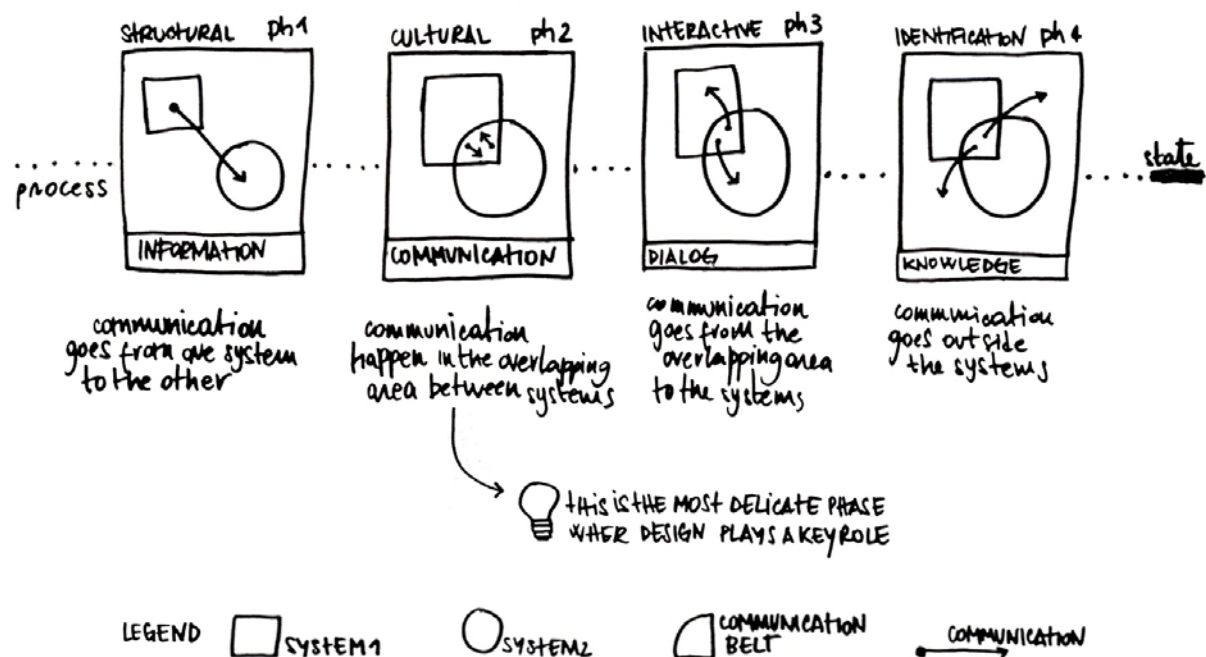 STRUCTURAL ph1
CULTURAL ph2
INTERACTIVE ph3
IDENTIFICATION ph4
process
state
INFORMATION
COMMUNICATION
DIALOG
KNOWLEDGE
communication
goes from one system
to the other
communication
happen in the overlapping
area between systems
communication
goes from the
overlapping area
to the systems
communication
goes outside
the systems
THIS IS THE MOST DELICATE PHASE
WHER DESIGN PLAYS A KEY ROLE
LEGEND
SYSTEM1
SYSTEM2
COMMUNICATION
BELT
COMMUNICATION